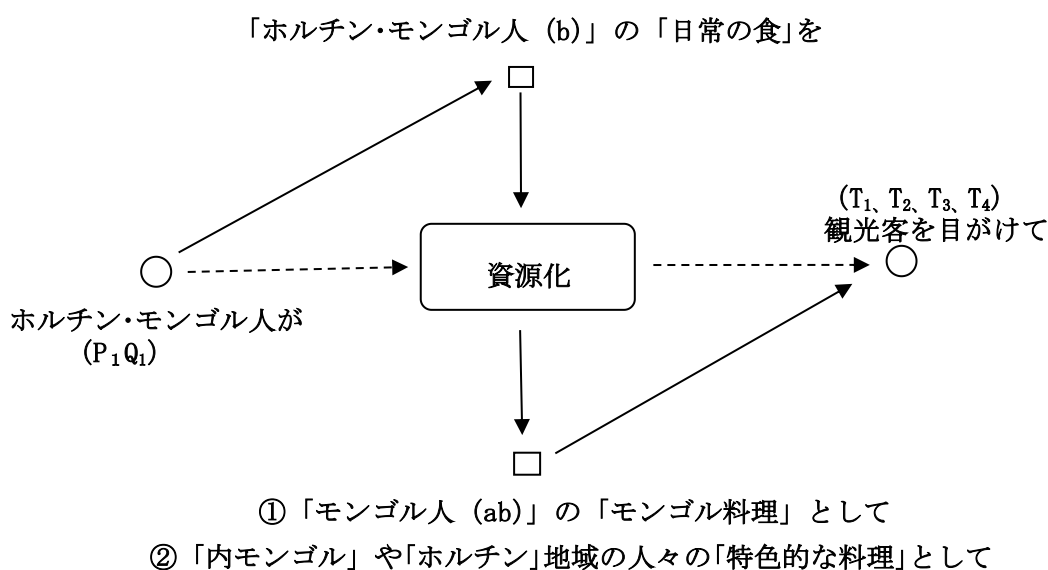 「ホルチン・モンゴル人（b)」の「日常の食」を
(T₁、T₂、T₃、T₄)
観光客を目がけて
資源化
ホルチン・モンゴル人が
(P₁Q₁)
①「モンゴル人（ab)」の「モンゴル料理」として
②「内モンゴル」や「ホルチン」地域の人々の「特色的な料理」として